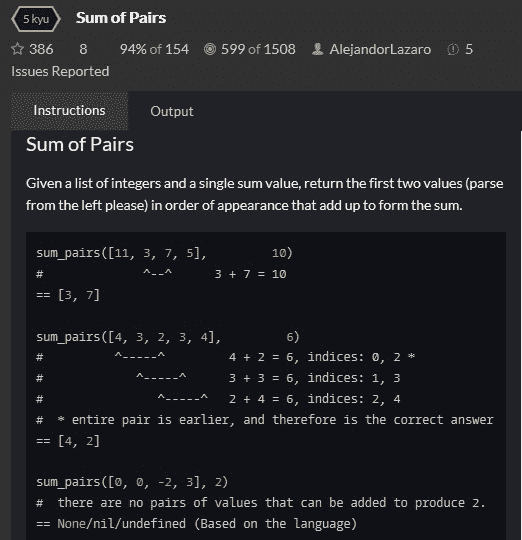 5 kyu Sum of Pairs
386 8 94% of 154 599 of 1508 AlejandorLazaro 5
Issues Reported
Instructions Output
Sum of Pairs
Given a list of integers and a single sum value, return the first two values (parse
from the left please) in order of appearance that add up to form the sum.
sum_pairs([11, 3, 7, 5],         10)
#              ^--^      3 + 7 = 10
== [3, 7]
sum_pairs([4, 3, 2, 3, 4],         6)
#          ^-----^         4 + 2 = 6, indices: 0, 2 *
#             ^-----^      3 + 3 = 6, indices: 1, 3
#                ^-----^   2 + 4 = 6, indices: 2, 4
#  * entire pair is earlier, and therefore is the correct answer
== [4, 2]
sum_pairs([0, 0, -2, 3], 2)
#  there are no pairs of values that can be added to produce 2.
== None/nil/undefined (Based on the language)